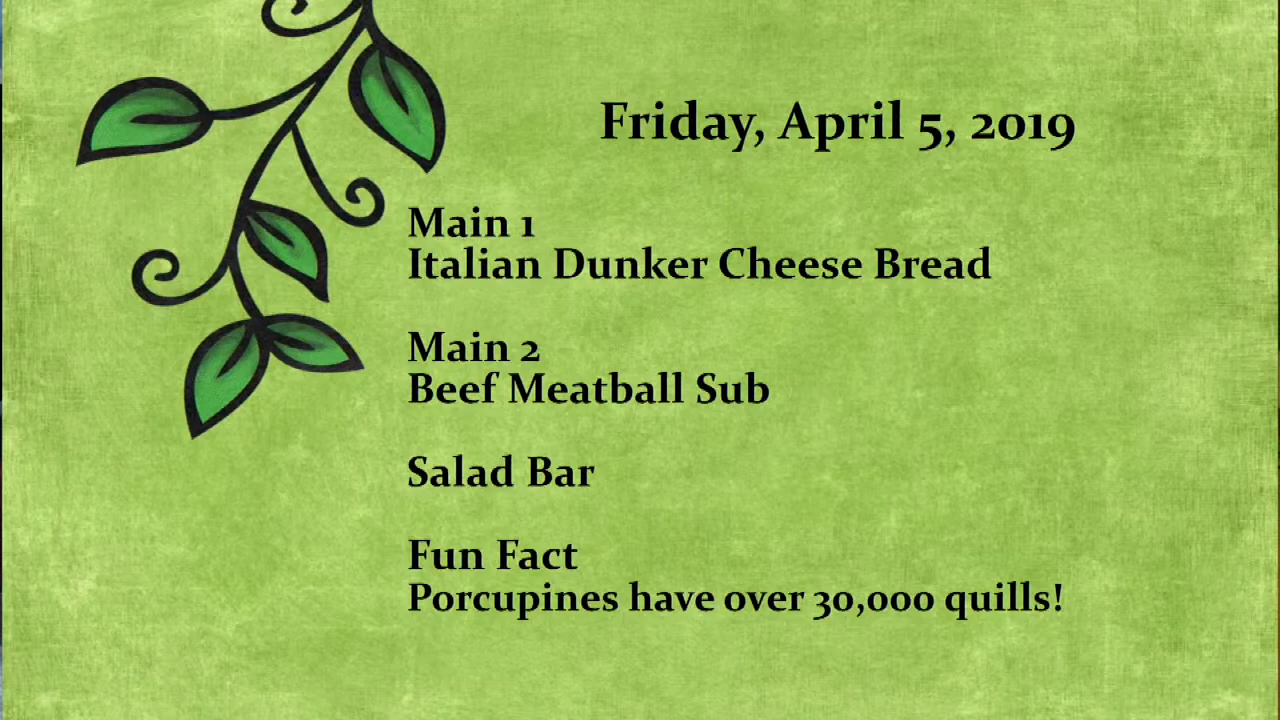 Friday, April 5, 2019
Main 1
Italian Dunker Cheese Bread
Main 2
Beef Meatball Sub
Salad Bar
Fun Fact
Porcupines have over 30,000 quills!